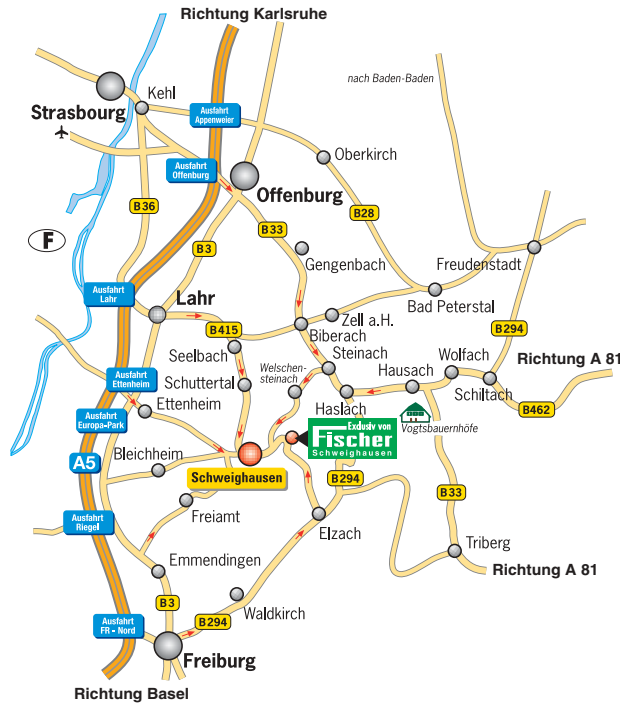 Richtung Karlsruhe
nach Baden-Baden
Kehl
Strasbourg
Ausfahrt
Appenweier
Oberkirch
Ausfahrt
Offenburg
Offenburg
B36
B28
B33
B3
F
Gengenbach
Freudenstadt
Ausfahrt
Lahr
Lahr
Bad Peterstal
Zell a.H.
B415
Biberach
B294
Seelbach
Steinach
Wolfach
Richtung A 81
Welschen-
steinach
Hausach
Ausfahrt
Ettenheim
Schuttertal
Schiltach
Ettenheim
Haslach
B462
Ausfahrt
Europa-Park
Exclusiv von
Fischer
Schweighausen
Vogtsbauernhöfe
Bleichheim
A5
Schweighausen
B294
B33
Freiamt
Ausfahrt
Riegel
Elzach
Triberg
Emmendingen
Richtung A 81
B3
Waldkirch
Ausfahrt
FR - Nord
B294
Freiburg
Richtung Basel